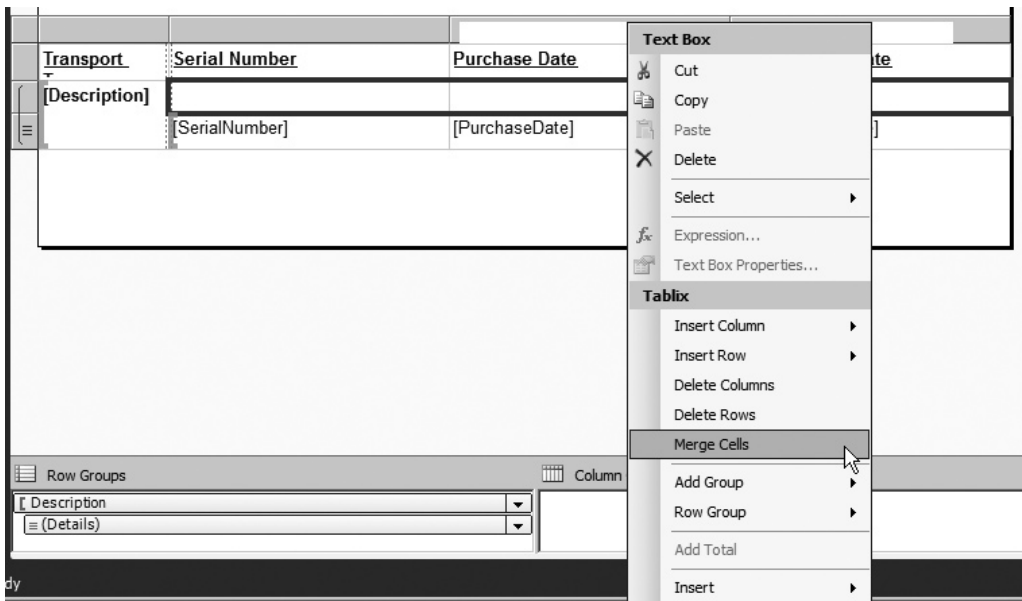 Transport Serial Number Purchase Date te
[Description]
[SerialNumber] [PurchaseDate] ]
Text Box
Cut
Copy
Paste
Delete
Select
fx Expression...
Text Box Properties...
Tablix
Insert Column
Insert Row
Delete Columns
Delete Rows
Merge Cells
Add Group
Row Group
Add Total
Insert
Row Groups Column
Description
(Details)
dy